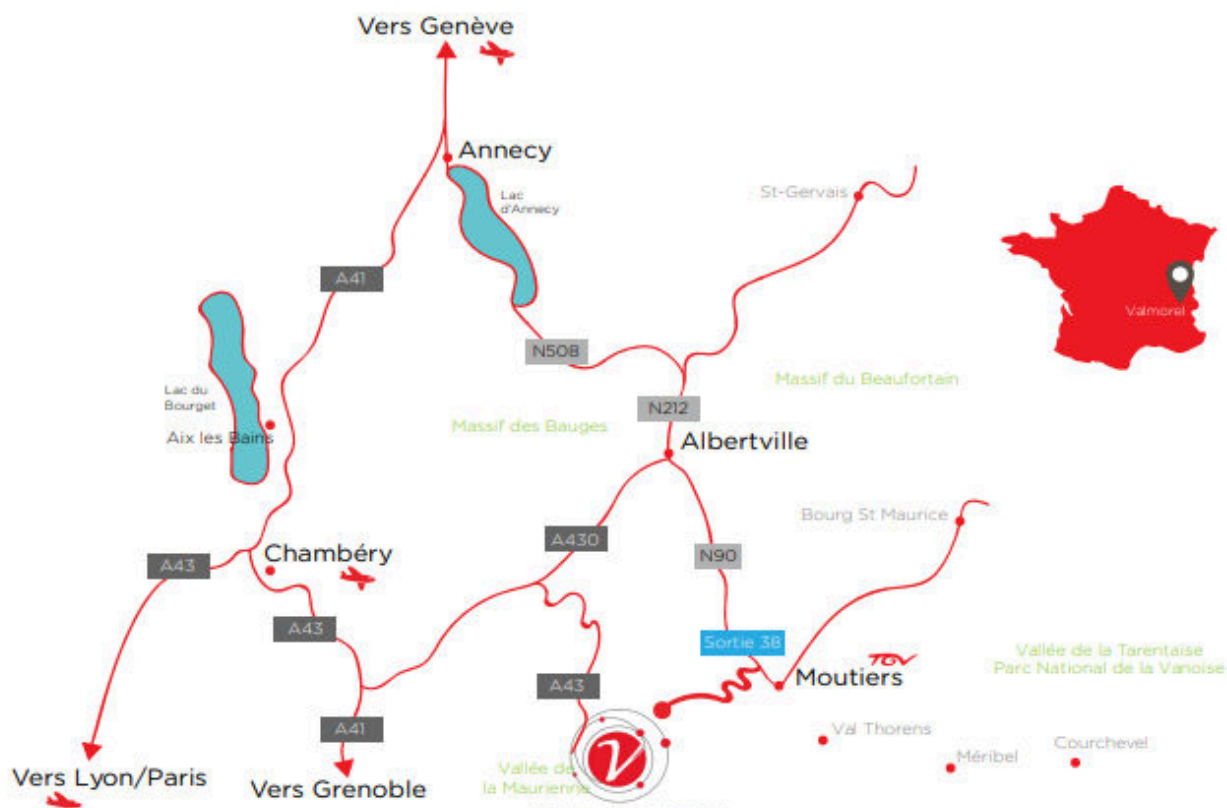 Vers Genève
Annecy
Lac
d'Annecy
St-Gervais
A41
Valmorel
N508
Massif du Beaufortain
Lac du
Bourget
N212
Massif des Bauges
Aix les Bains
Albertville
Bourg St Maurice
A430
Chambéry
N90
A43
A43
Sortie 38
Vallée de la Tarentaise
Parc National de la Vanoise
TGV
Moutiers
A43
A41
Val Thorens
Courchevel
Méribel
Vers Lyon/Paris
Vers Grenoble
Vallée de
la Maurienne
V